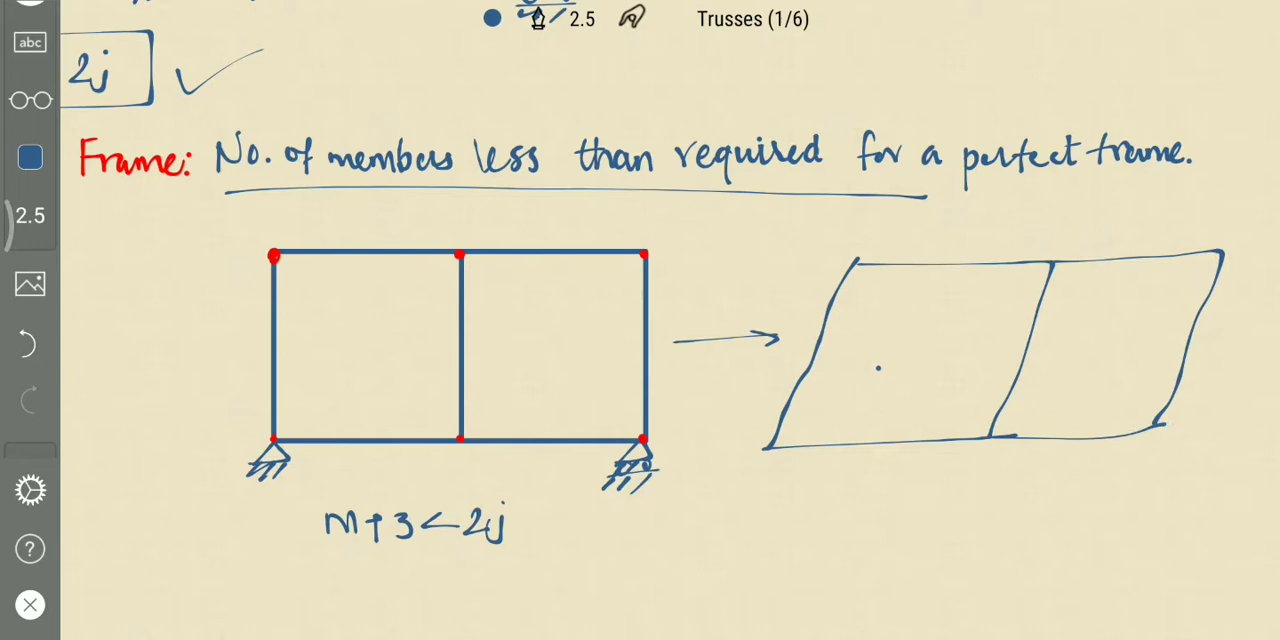 2.5 Trusses (1/6)
abc
2j
Frame: No. of members less than required for a perfect frame.
2.5
m+3<2j
?